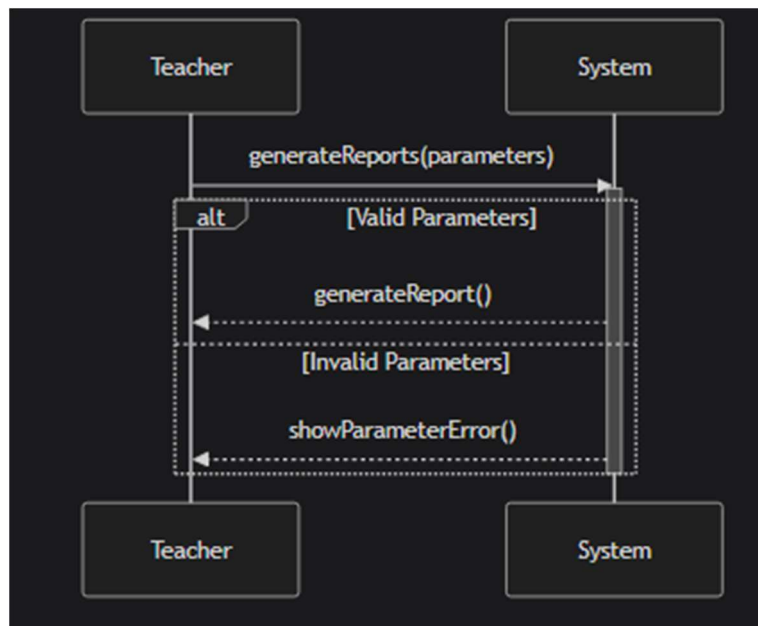 Teacher
System
generateReports(parameters)
alt
[Valid Parameters]
generateReport()
[Invalid Parameters]
showParameterError()
Teacher
System